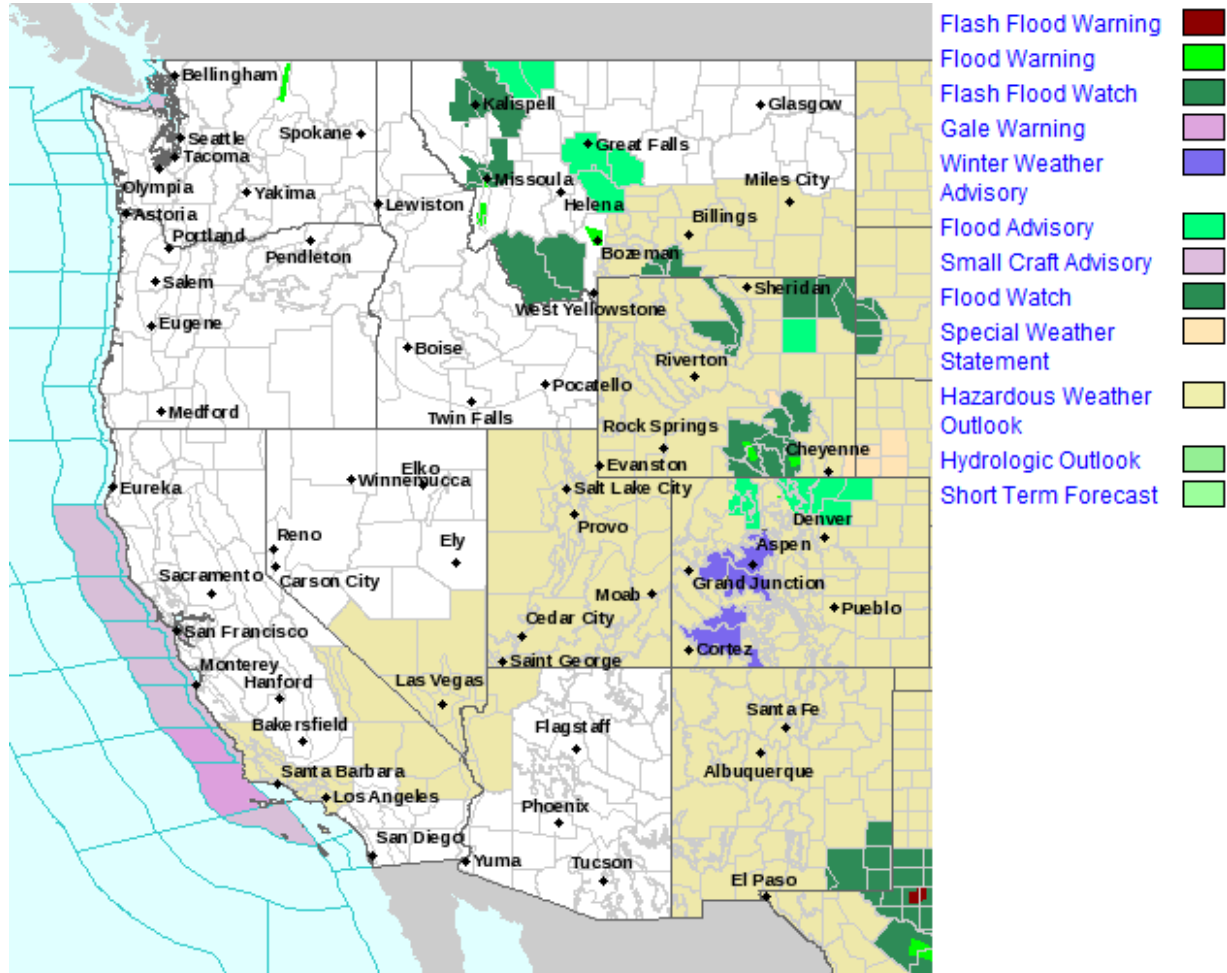 Bellingham
Kalispell
Glasgow
Spokane
Seattle
Great Falls
Tacoma
Missoula
Miles City
Olympia
Yakima
Helena
Lewiston
Astoria
Billings
Portland
Pendleton
Bozeman
Salem
Sheridan
West Yellowstone
Eugene
Boise
Riverton
Pocatello
Medford
Twin Falls
Rock Springs
Cheyenne
Evanston
Elko
Winnemucca
Eureka
Salt Lake City
Provo
Denver
Reno
Ely
Aspen
Sacramento
Carson City
Grand Junction
Moab
Pueblo
Cedar City
San Francisco
Cortez
Saint George
Monterey
Hanford
Las Vegas
Santa Fe
Bakersfield
Flagstaff
Albuquerque
Santa Barbara
Los Angeles
Phoenix
San Diego
Yuma
Tucson
El Paso
Flash Flood Warning
Flood Warning
Flash Flood Watch
Gale Warning
Winter Weather
Advisory
Flood Advisory
Small Craft Advisory
Flood Watch
Special Weather
Statement
Hazardous Weather
Outlook
Hydrologic Outlook
Short Term Forecast